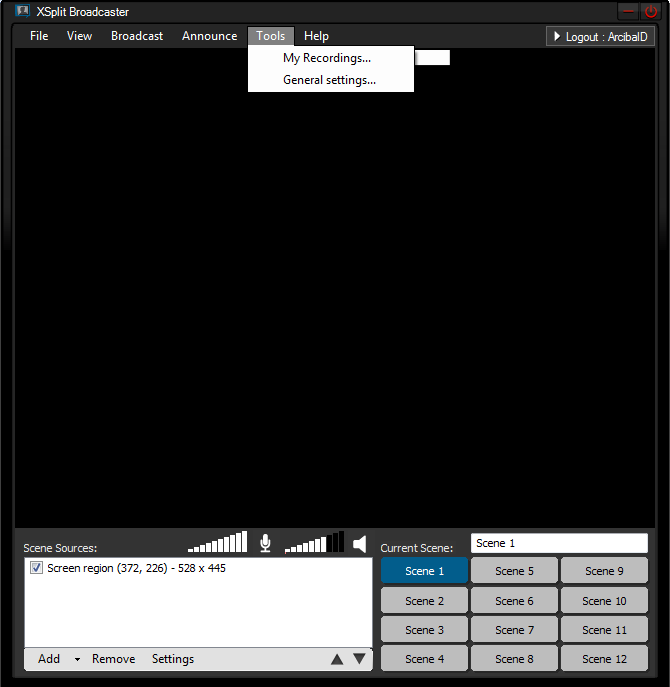 XSplit Broadcaster
File View Broadcast Announce Tools Help Logout : ArcibalD
My Recordings...
General settings...
Scene Sources:
Screen region (372, 226) - 528 x 445
Add Remove Settings
Current Scene: Scene 1
Scene 1 Scene 5 Scene 9
Scene 2 Scene 6 Scene 10
Scene 3 Scene 7 Scene 11
Scene 4 Scene 8 Scene 12